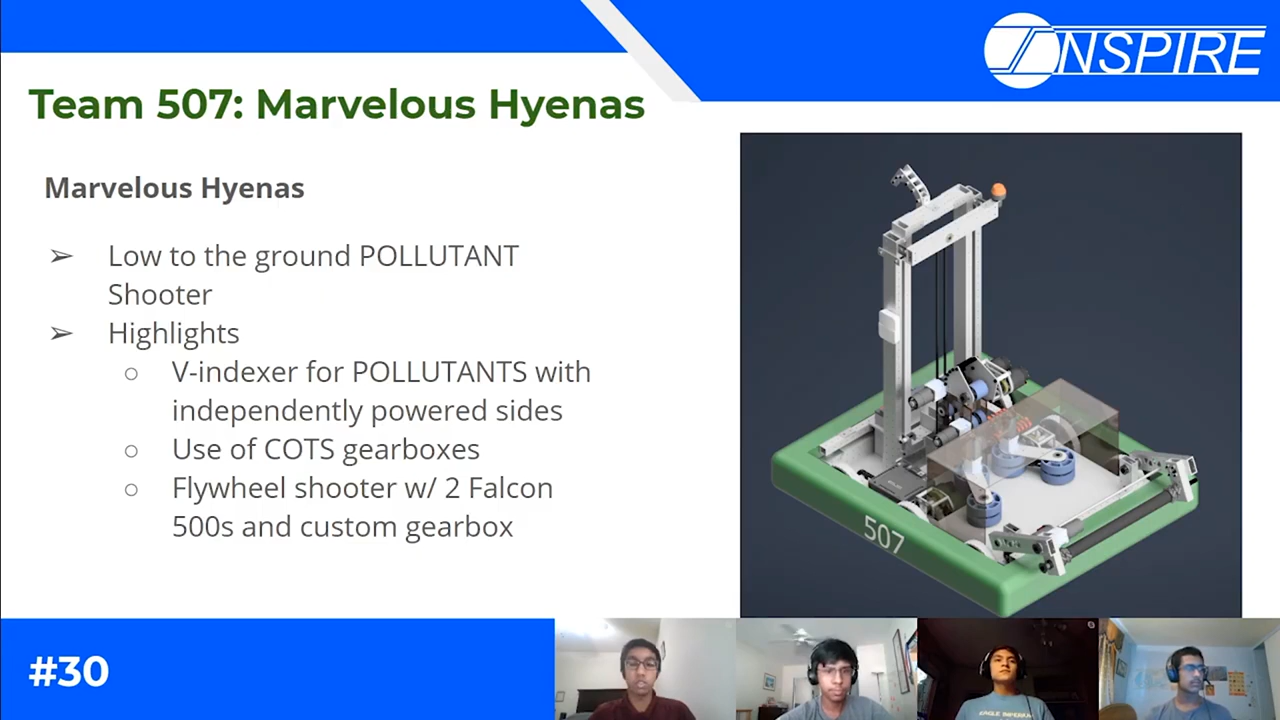 INSPIRE
Team 507: Marvelous Hyenas
Marvelous Hyenas
➢ Low to the ground POLLUTANT
Shooter
➢ Highlights
○ V-indexer for POLLUTANTS with
independently powered sides
○ Use of COTS gearboxes
○ Flywheel shooter w/ 2 Falcon
500s and custom gearbox
507
#30